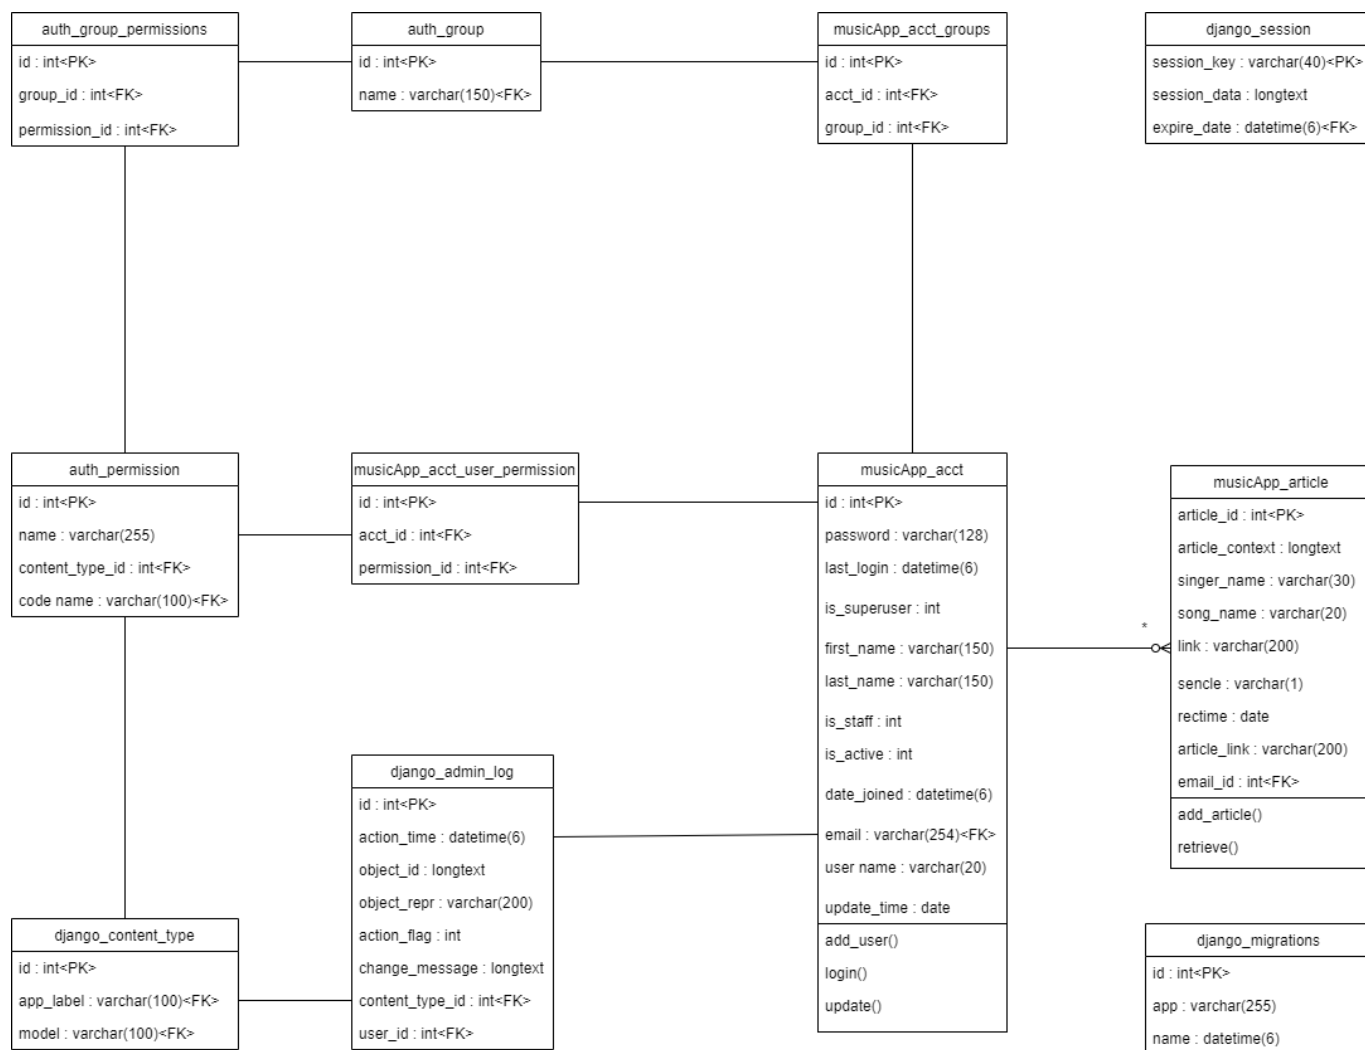 auth_group_permissions
id : int<PK>
group_id : int<FK>
permission_id : int<FK>
auth_group
id : int<PK>
name : varchar(150)<FK>
musicApp_acct_groups
id : int<PK>
acct_id : int<FK>
group_id : int<FK>
django_session
session_key : varchar(40)<PK>
session_data : longtext
expire_date : datetime(6)<FK>
auth_permission
id : int<PK>
name : varchar(255)
content_type_id : int<FK>
code name : varchar(100)<FK>
musicApp_acct_user_permission
id : int<PK>
acct_id : int<FK>
permission_id : int<FK>
musicApp_acct
id : int<PK>
password : varchar(128)
last_login : datetime(6)
is_superuser : int
first_name : varchar(150)
last_name : varchar(150)
is_staff : int
is_active : int
date_joined : datetime(6)
email : varchar(254)<FK>
user name : varchar(20)
update_time : date
add_user()
login()
update()
*
musicApp_article
article_id : int<PK>
article_context : longtext
singer_name : varchar(30)
song_name : varchar(20)
link : varchar(200)
sencle : varchar(1)
rectime : date
article_link : varchar(200)
email_id : int<FK>
add_article()
retrieve()
django_admin_log
id : int<PK>
action_time : datetime(6)
object_id : longtext
object_repr : varchar(200)
action_flag : int
change_message : longtext
content_type_id : int<FK>
user_id : int<FK>
django_content_type
id : int<PK>
app_label : varchar(100)<FK>
model : varchar(100)<FK>
django_migrations
id : int<PK>
app : varchar(255)
name : datetime(6)